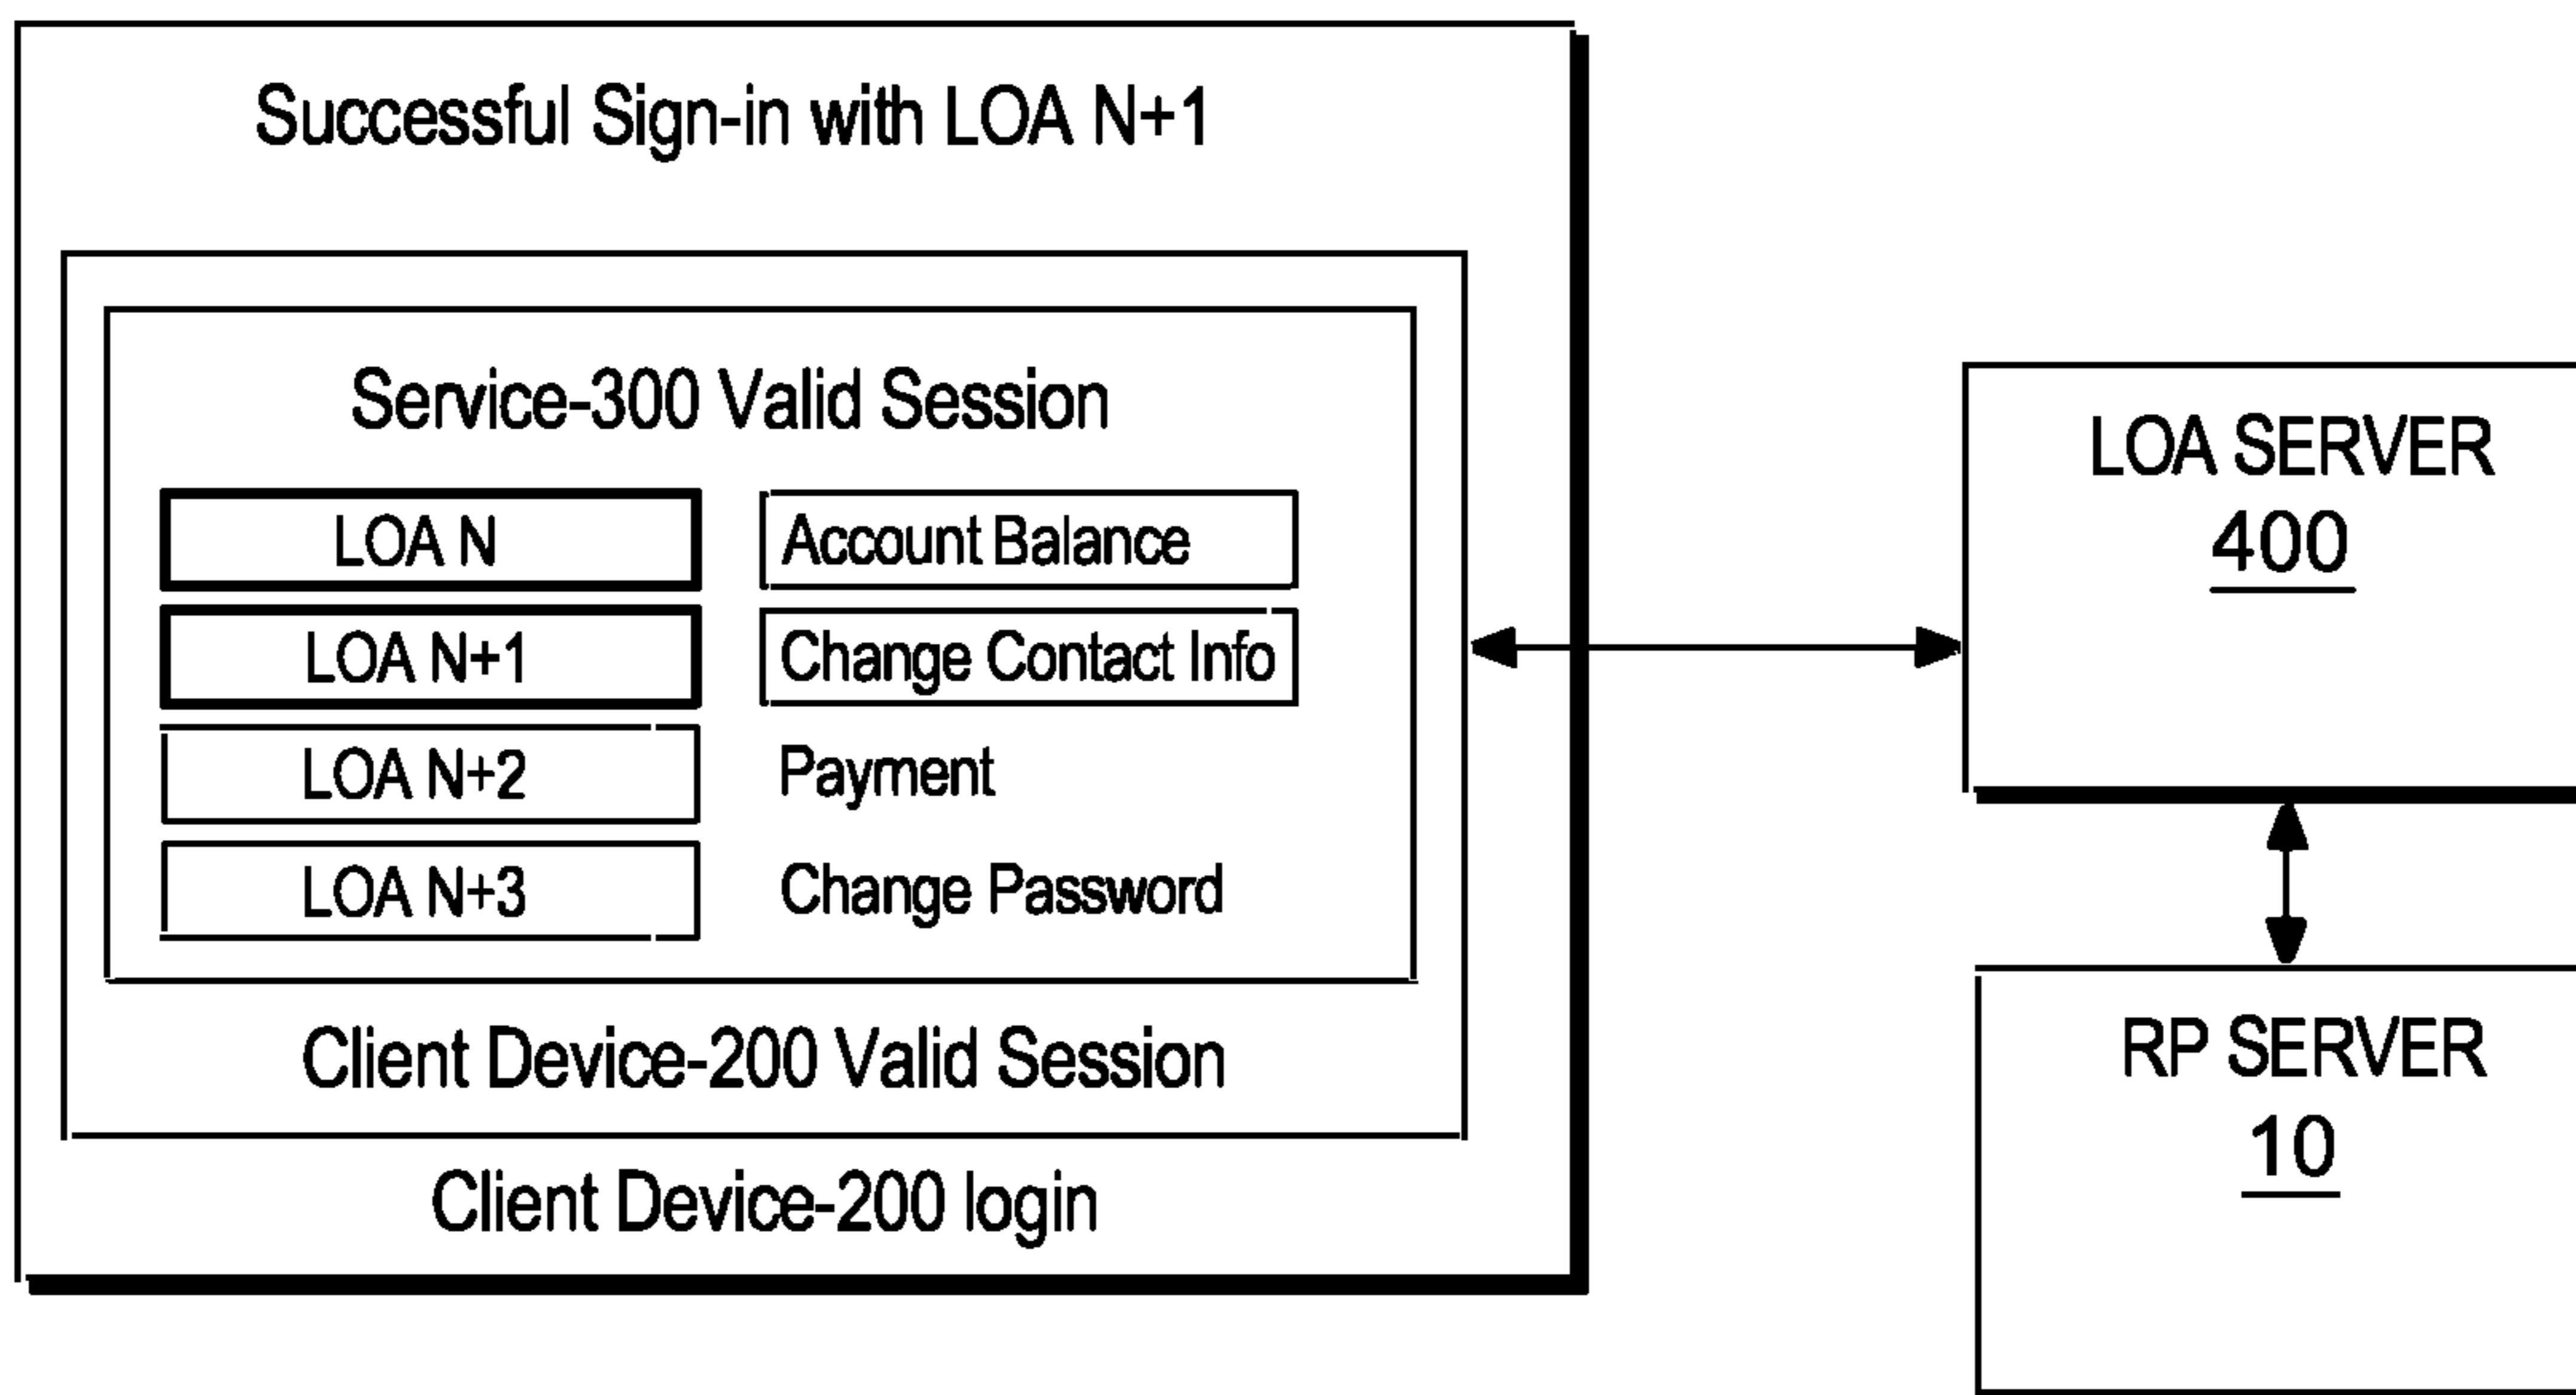 Successful Sign-in with LOA N+1
Service-300 Valid Session
LOA N Account Balance
LOA N+1 Change Contact Info
LOA N+2 Payment
LOA N+3 Change Password
Client Device-200 Valid Session
Client Device-200 login
LOA SERVER
400
RP SERVER
10